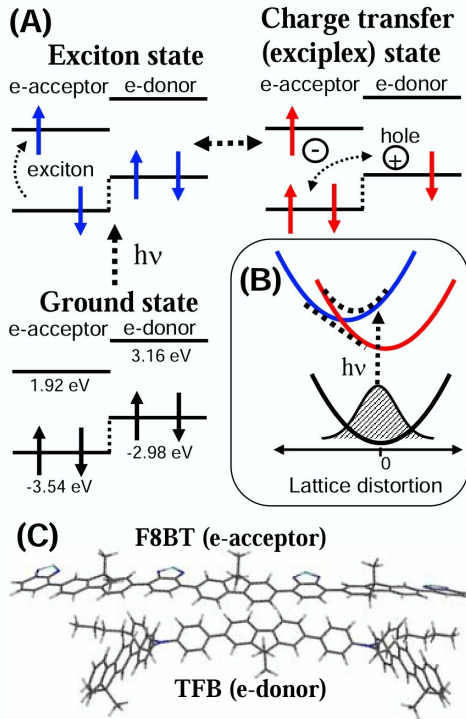 (A)
Exciton state
e-acceptor e-donor
exciton
hν
Charge transfer
(exciplex) state
e-acceptor e-donor
hole
-
+
Ground state
e-acceptor e-donor
3.16 eV
1.92 eV
-2.98 eV
-3.54 eV
(B)
hν
0
Lattice distortion
(C)
F8BT (e-acceptor)
TFB (e-donor)